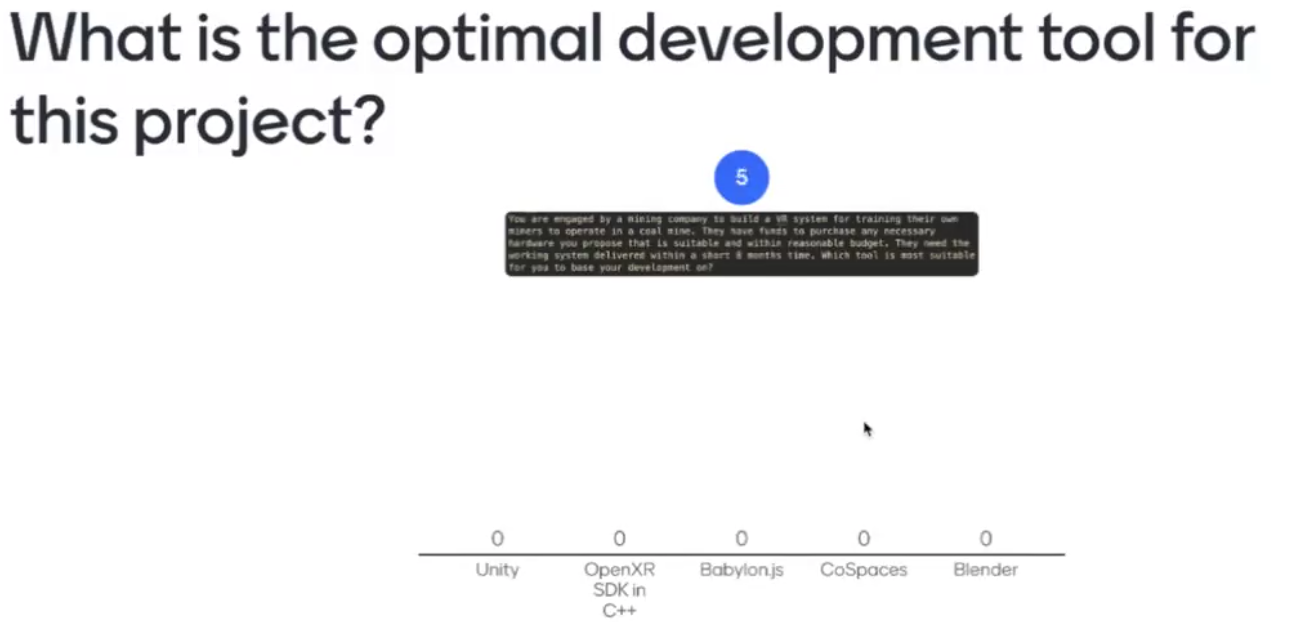 What is the optimal development tool for
this project?
5
You are engaged by a mining company to build a VR system for training their own
miners to operate in a coal mine. They have funds to purchase any necessary
hardware you propose that is suitable and within reasonable budget. They need the
working system delivered within a short 8 months time. Which tool is most suitable
for you to base your development on?
0 0 0 0 0
Unity OpenXR Babylon.js CoSpaces Blender
SDK in
C++